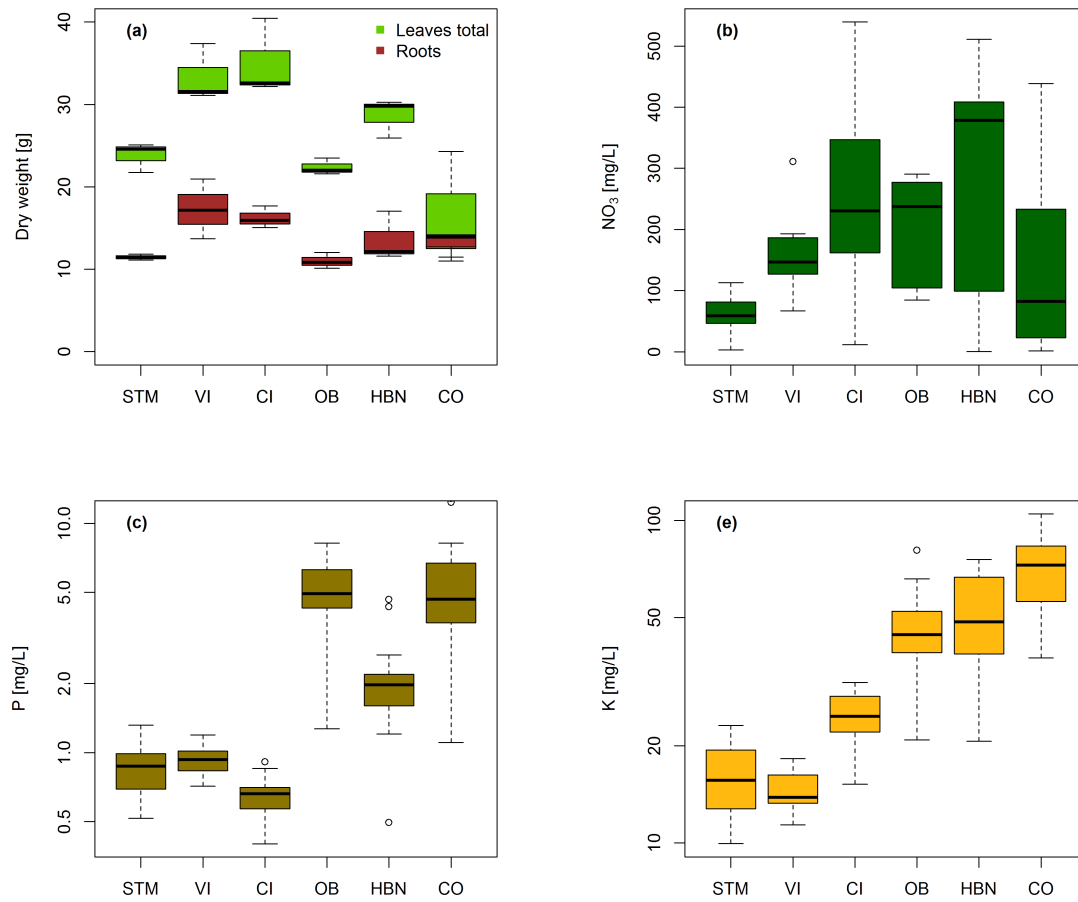 (a)
Leaves total
Roots
Dry weight [g]
40
30
20
10
0
STM VI CI OB HBN CO
(b)
NO₃ [mg/L]
500
400
300
200
100
0
STM VI CI OB HBN CO
(c)
P [mg/L]
10.0
5.0
2.0
1.0
0.5
STM VI CI OB HBN CO
(e)
K [mg/L]
100
50
20
10
STM VI CI OB HBN CO